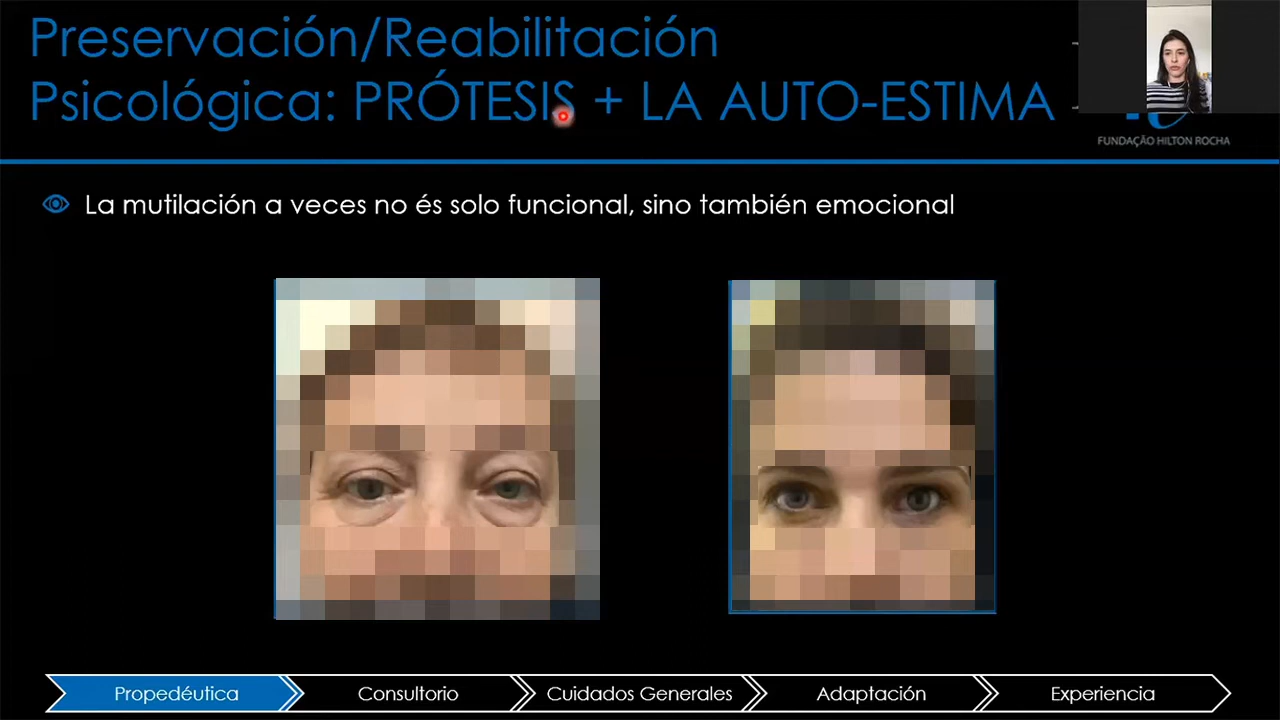 Preservación/Reabilitación
Psicológica: PRÓTESIS + LA AUTO-ESTIMA
FUNDAÇÃO HILTON ROCHA
La mutilación a veces no és solo funcional, sino también emocional
Propedéutica
Consultorio
Cuidados Generales
Adaptación
Experiencia